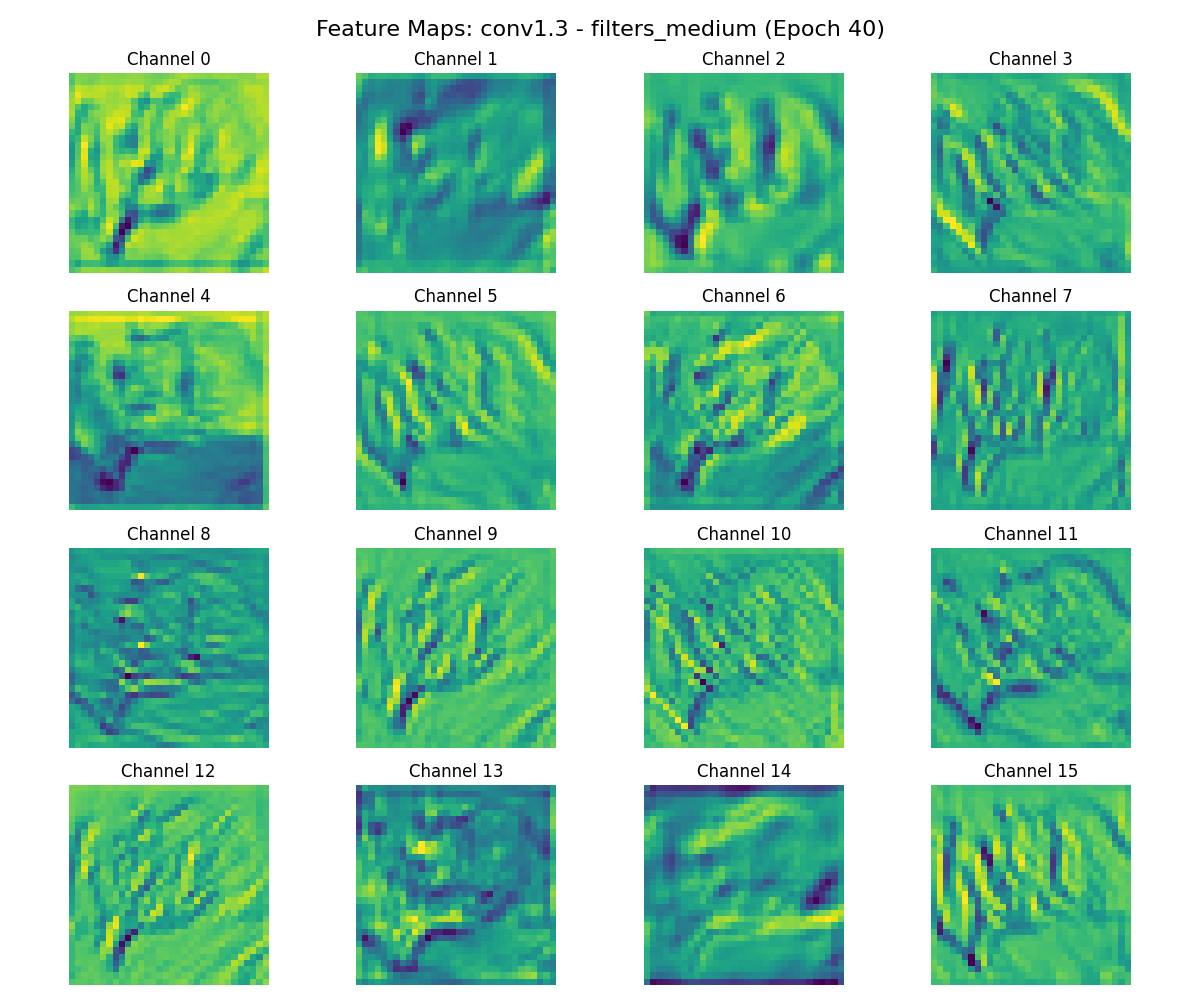 Feature Maps: conv1.3 - filters_medium (Epoch 40)
Channel 0
Channel 1
Channel 2
Channel 3
Channel 4
Channel 5
Channel 6
Channel 7
Channel 8
Channel 9
Channel 10
Channel 11
Channel 12
Channel 13
Channel 14
Channel 15